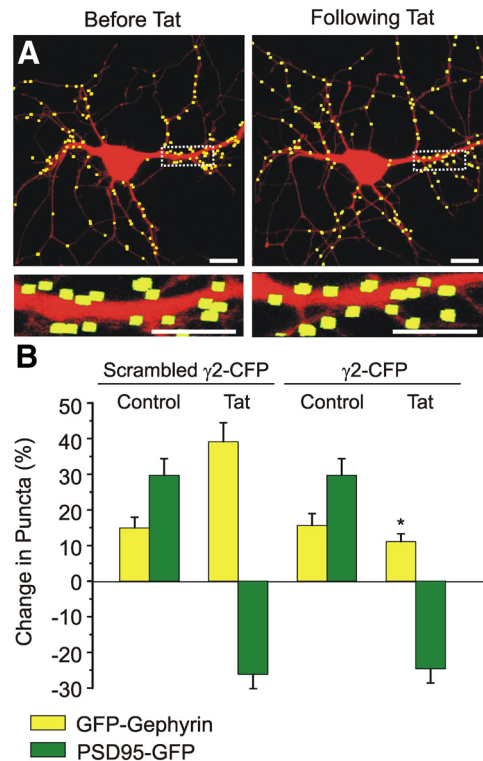 Before Tat
Following Tat
A
B
Scrambled γ2-CFP
γ2-CFP
Control
Tat
Control
Tat
Change in Puncta (%)
50
40
30
20
10
0
-10
-20
-30
*
GFP-Gephyrin
PSD95-GFP